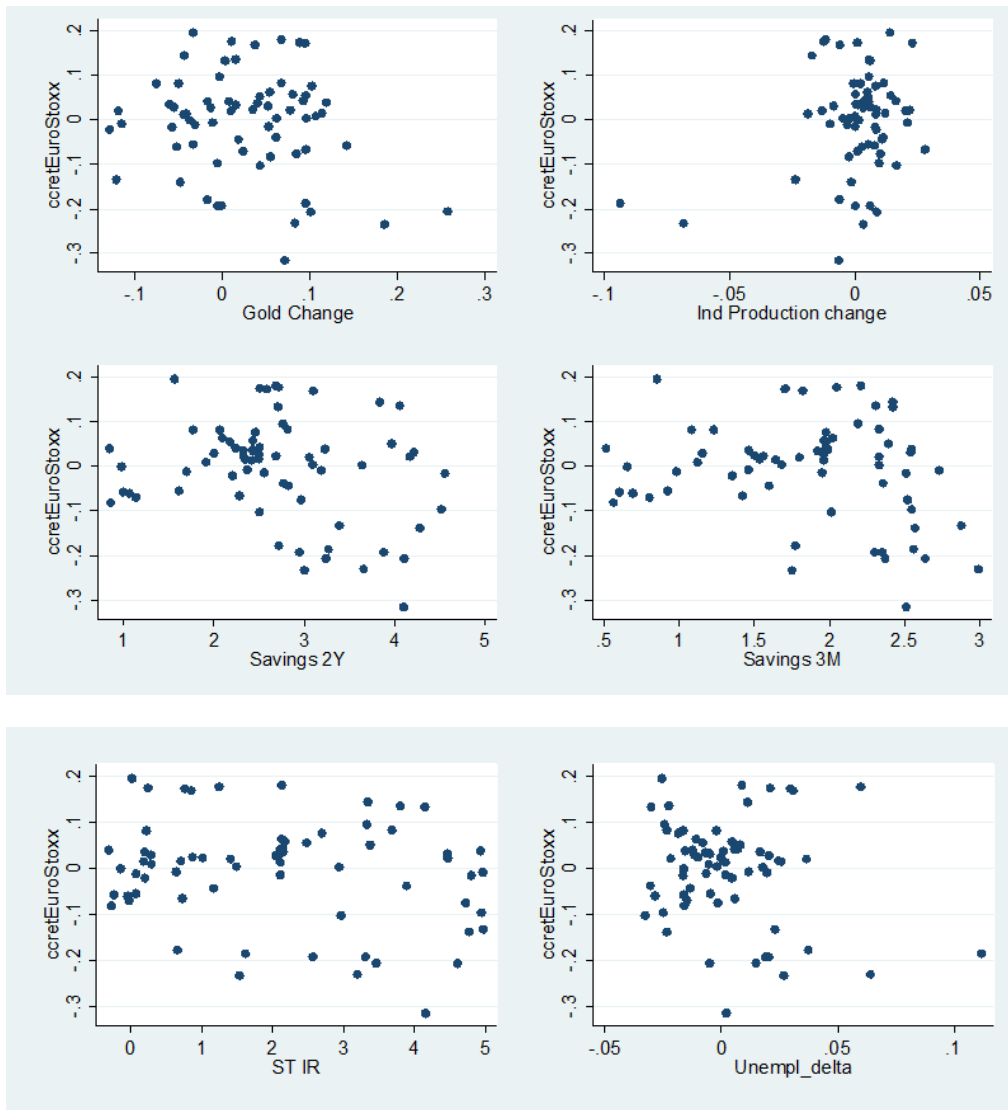 ccretEuroStoxx
.2
.1
0
-.1
-.2
-.3
-.1 0 .1 .2 .3
Gold Change
ccretEuroStoxx
.2
.1
0
-.1
-.2
-.3
-.1 -.05 0 .05
Ind Production change
ccretEuroStoxx
.2
.1
0
-.1
-.2
-.3
1 2 3 4 5
Savings 2Y
ccretEuroStoxx
.2
.1
0
-.1
-.2
-.3
.5 1 1.5 2 2.5 3
Savings 3M
ccretEuroStoxx
.2
.1
0
-.1
-.2
-.3
0 1 2 3 4 5
ST IR
ccretEuroStoxx
.2
.1
0
-.1
-.2
-.3
-.05 0 .05 .1
Unempl_delta